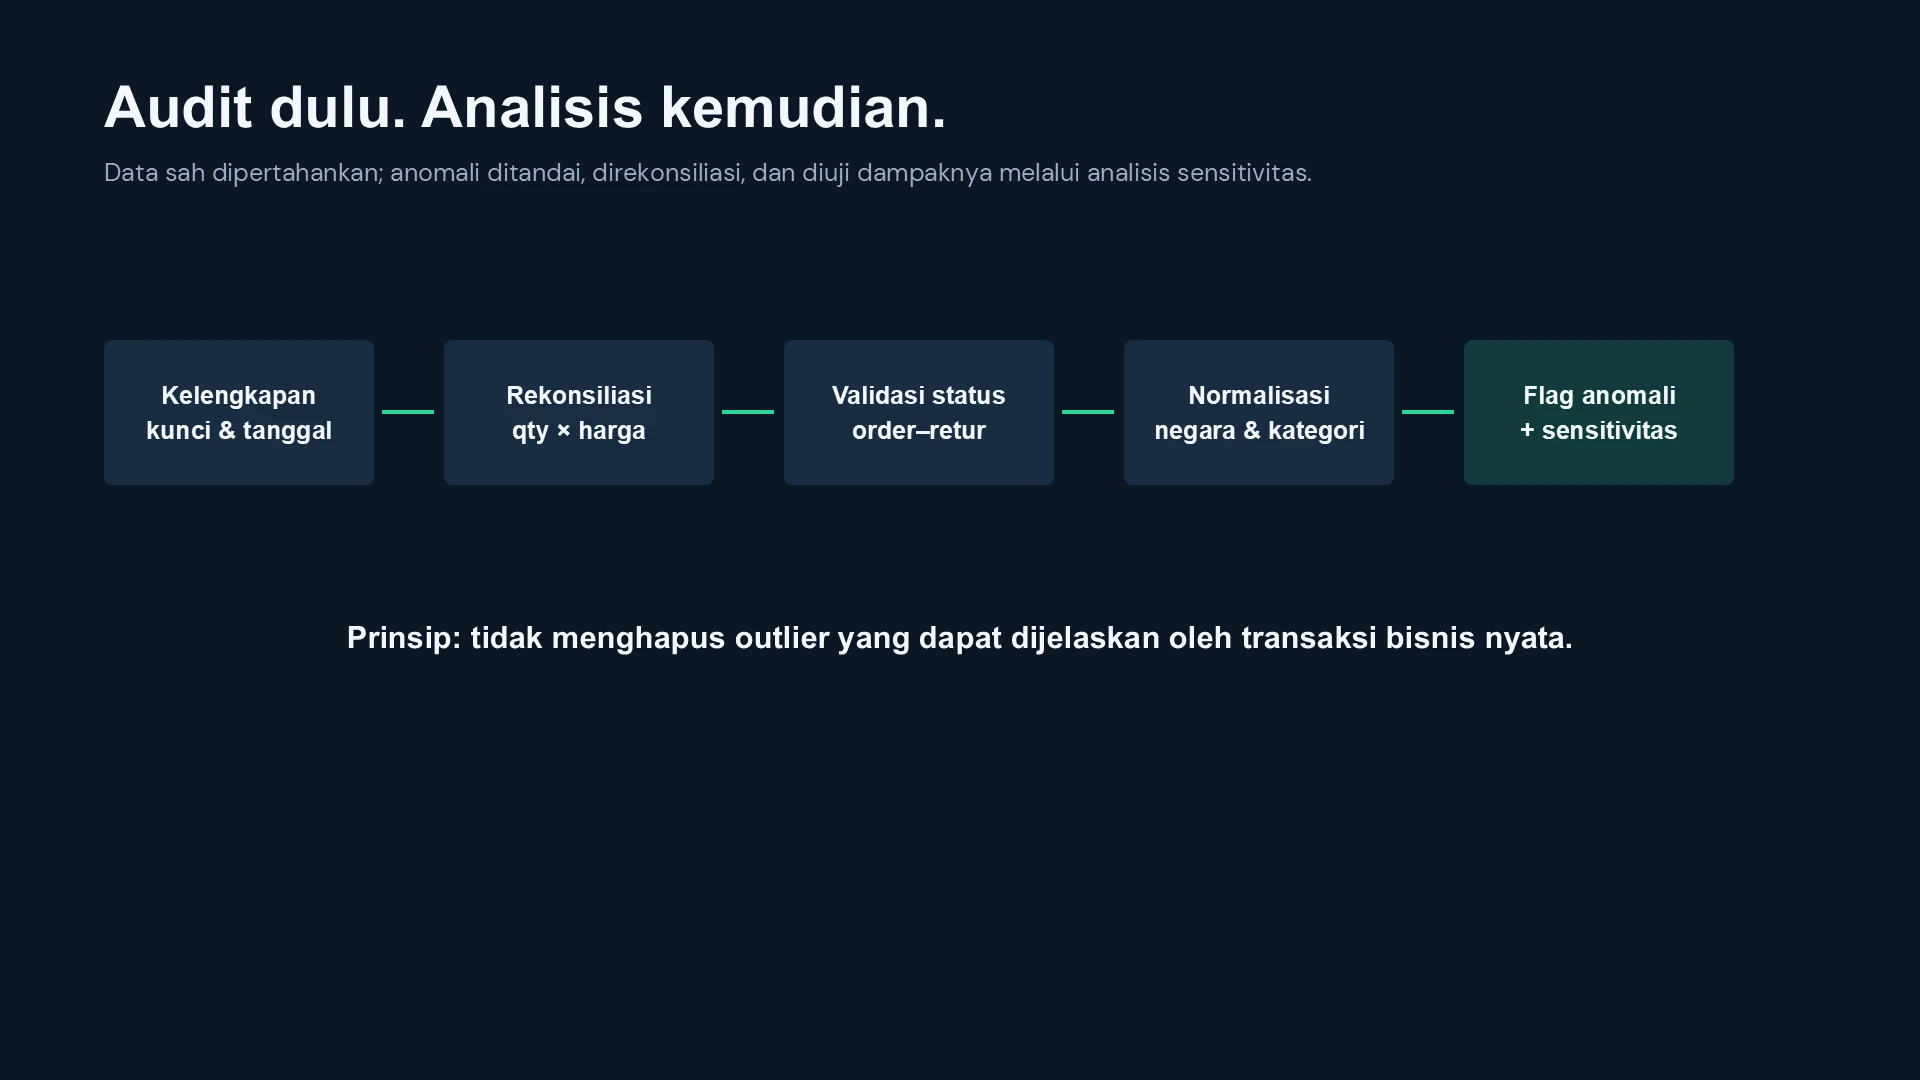 Audit dulu. Analisis kemudian.
Data sah dipertahankan; anomali ditandai, direkonsiliasi, dan diuji dampaknya melalui analisis sensitivitas.
Kelengkapan
kunci & tanggal
Rekonsiliasi
qty × harga
Validasi status
order–retur
Normalisasi
negara & kategori
Flag anomali
+ sensitivitas
Prinsip: tidak menghapus outlier yang dapat dijelaskan oleh transaksi bisnis nyata.